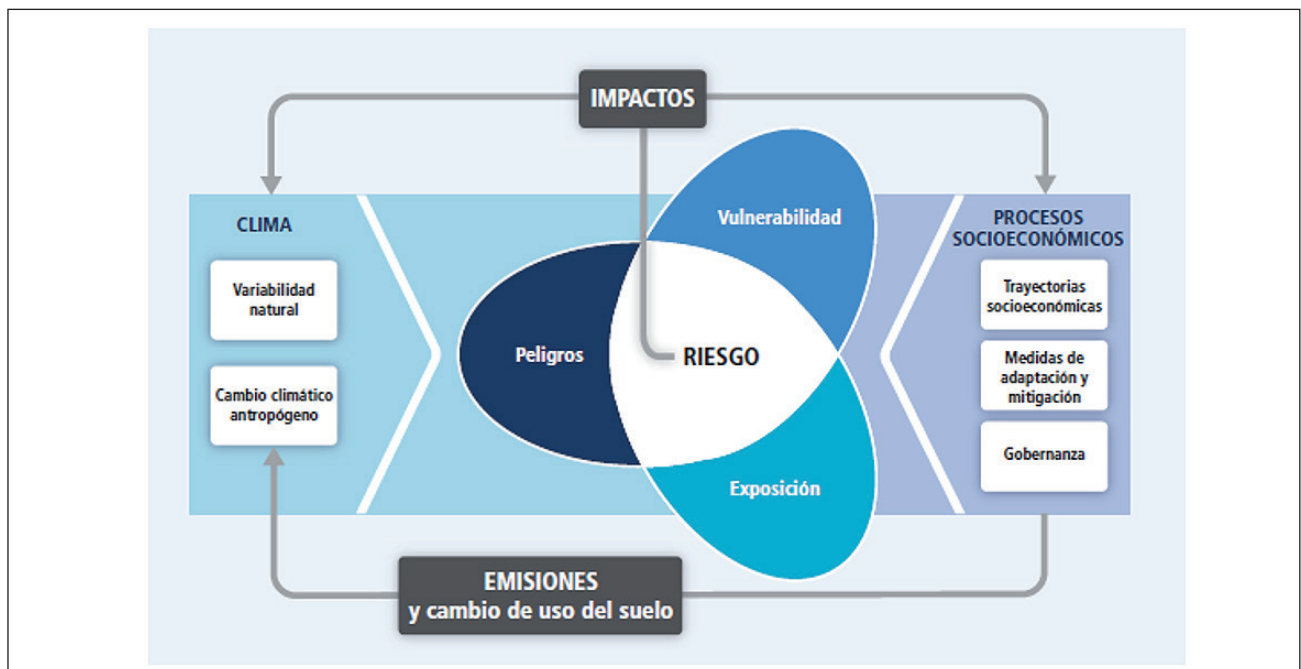 IMPACTOS
CLIMA
Variabilidad
natural
Cambio climático
antropógeno
Vulnerabilidad
Peligros
RIESGO
Exposición
PROCESOS
SOCIOECONÓMICOS
Trayectorias
socioeconómicas
Medidas de
adaptación y
mitigación
Gobernanza
EMISIONES
y cambio de uso del suelo